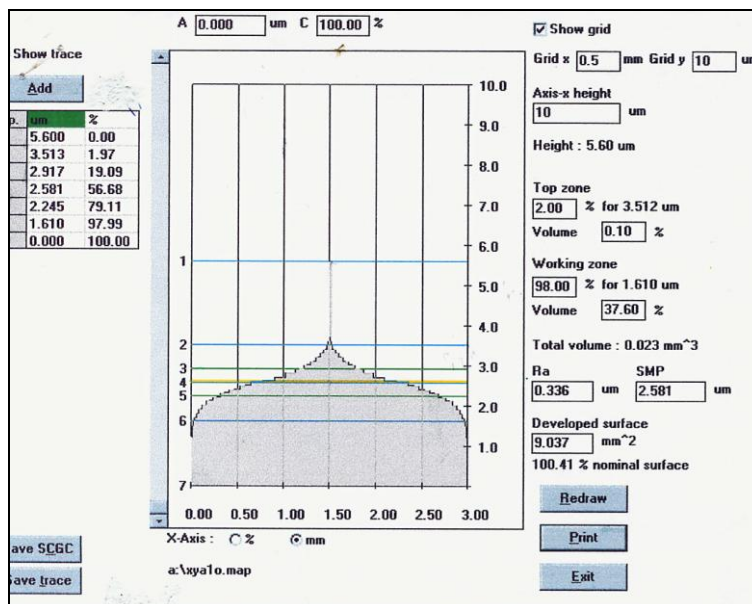 A 0.000 um C 100.00 %
Show trace
Add
p. um %
5.600 0.00
3.513 1.97
2.917 19.09
2.581 56.68
2.245 79.11
1.610 97.99
0.000 100.00
ave SCGC
Save trace
10.0
9.0
8.0
7.0
6.0
5.0
4.0
3.0
2.0
1.0
1
2
3
4
5
6
7
0.00 0.50 1.00 1.50 2.00 2.50 3.00
X-Axis : % mm
a:\xya1o.map
Show grid
Grid x 0.5 mm Grid y 10 u
Axis-x height
10 um
Height : 5.60 um
Top zone
2.00 % for 3.512 um
Volume 0.10 %
Working zone
98.00 % for 1.610 um
Volume 37.60 %
Total volume : 0.023 mm^3
Ra SMP
0.336 um 2.581 um
Developed surface
9.037 mm^2
100.41 % nominal surface
Redraw
Print
Exit